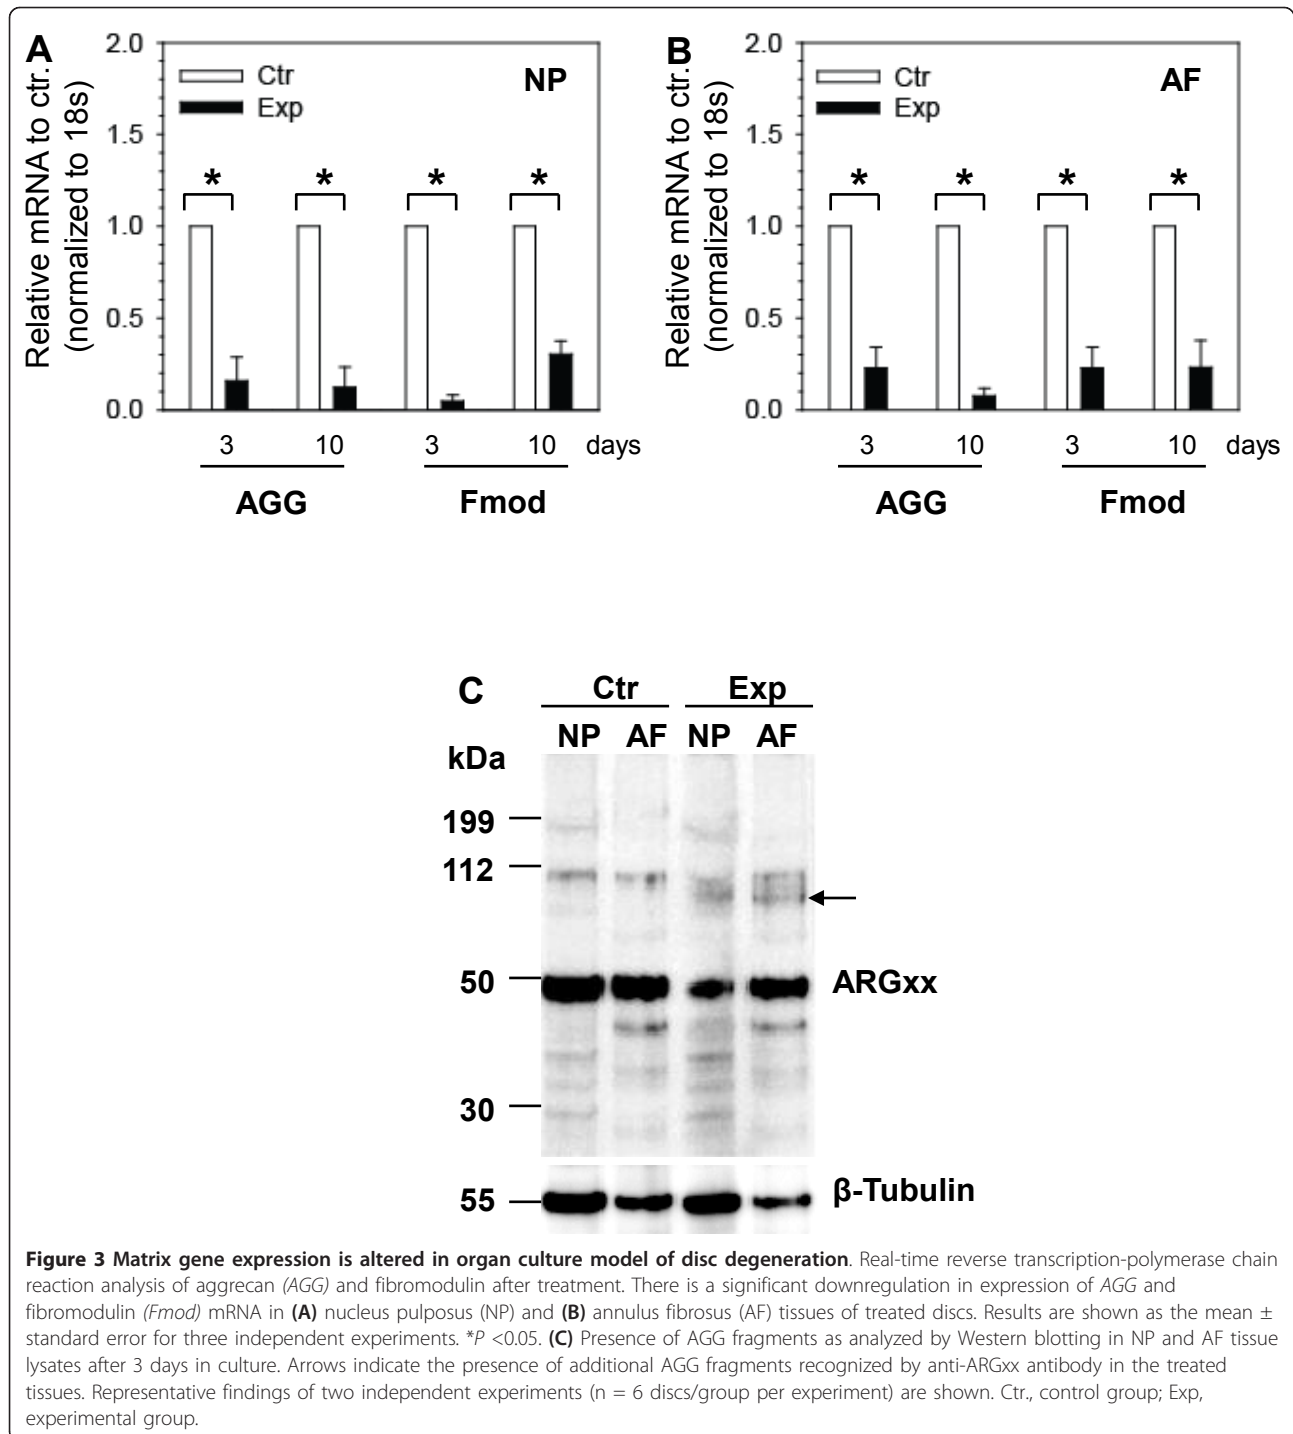 A
NP
Ctr
Exp
Relative mRNA to ctr.
(normalized to 18s)
2.0
1.5
1.0
0.5
0.0
* * * *
3 10 3 10 days
AGG Fmod
B
AF
Ctr
Exp
Relative mRNA to ctr.
(normalized to 18s)
2.0
1.5
1.0
0.5
0.0
* * * *
3 10 3 10 days
AGG Fmod
C
Ctr Exp
NP AF NP AF
kDa
199
112
50
ARGxx
30
55
β-Tubulin
Figure 3 Matrix gene expression is altered in organ culture model of disc degeneration. Real-time reverse transcription-polymerase chain
reaction analysis of aggrecan (AGG) and fibromodulin after treatment. There is a significant downregulation in expression of AGG and
fibromodulin (Fmod) mRNA in (A) nucleus pulposus (NP) and (B) annulus fibrosus (AF) tissues of treated discs. Results are shown as the mean ±
standard error for three independent experiments. *P <0.05. (C) Presence of AGG fragments as analyzed by Western blotting in NP and AF tissue
lysates after 3 days in culture. Arrows indicate the presence of additional AGG fragments recognized by anti-ARGxx antibody in the treated
tissues. Representative findings of two independent experiments (n = 6 discs/group per experiment) are shown. Ctr., control group; Exp,
experimental group.